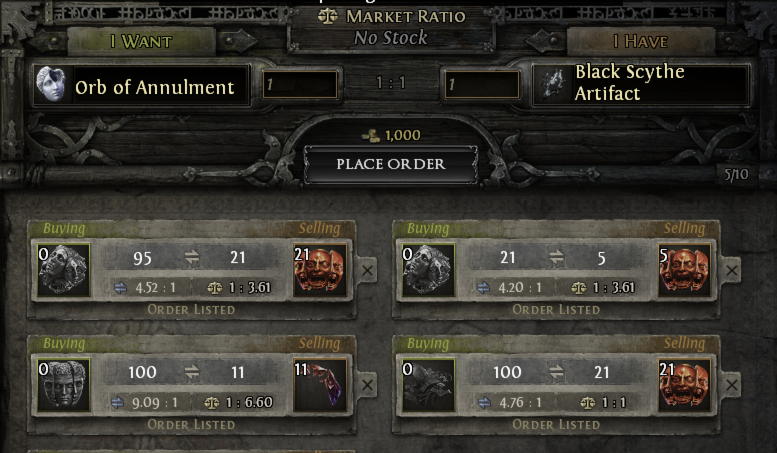 MARKET RATIO
No Stock
I WANT
I HAVE
Orb of Annulment
1
1 : 1
1
Black Scythe
Artifact
1,000
PLACE ORDER
5/10
Buying
Selling
0
95
21
21
4.52 : 1
1 : 3.61
ORDER LISTED
Buying
Selling
0
21
5
5
4.20 : 1
1 : 3.61
ORDER LISTED
Buying
Selling
0
100
11
11
9.09 : 1
1 : 6.60
ORDER LISTED
Buying
Selling
0
100
21
21
4.76 : 1
1 : 1
ORDER LISTED